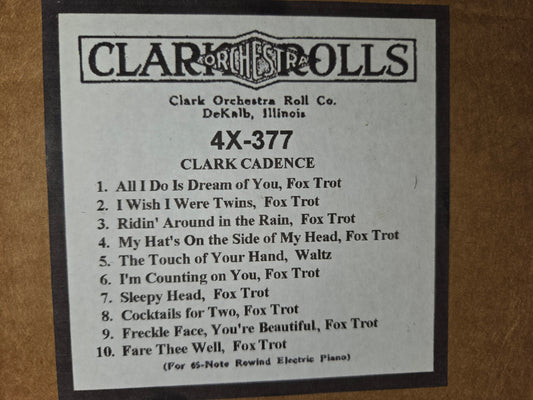 CLARK ORCHESTRA ROLLS
Clark Orchestra Roll Co.
DeKalb, Illinois
4X-377
CLARK CADENCE
1. All I Do Is Dream of You, Fox Trot
2. I Wish I Were Twins, Fox Trot
3. Ridin' Around in the Rain, Fox Trot
4. My Hat's On the Side of My Head, Fox Trot
5. The Touch of Your Hand, Waltz
6. I'm Counting on You, Fox Trot
7. Sleepy Head, Fox Trot
8. Cocktails for Two, Fox Trot
9. Freckle Face, You're Beautiful, Fox Trot
10. Fare Thee Well, Fox Trot
(For 65-Note Rewind Electric Piano)